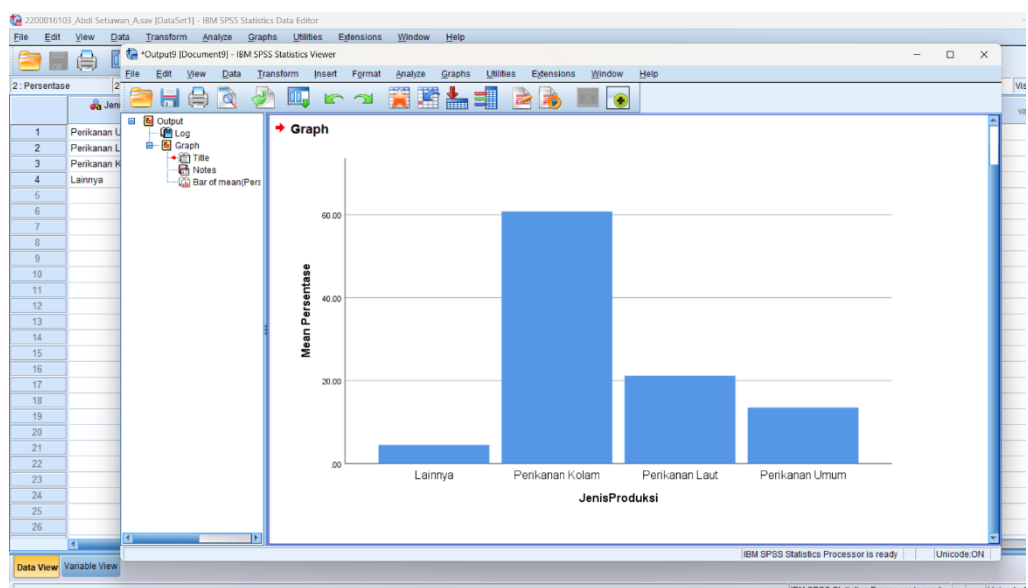 2200016103_Abdi Setiawan_A.sav [DataSet1] - IBM SPSS Statistics Data Editor
File Edit View Data Transform Analyze Graphs Utilities Extensions Window Help
*Output9 [Document9] - IBM SPSS Statistics Viewer
File Edit View Data Transform Insert Format Analyze Graphs Utilities Extensions Window Help
2 : Persentase 2
Vis
Jeni
va
1 Perikanan U
2 Perikanan L
3 Perikanan K
4 Lainnya
5
6
7
8
9
10
11
12
13
14
15
16
17
18
19
20
21
22
23
24
25
26
Output
Log
Graph
Title
Notes
Bar of mean(Pers
Graph
Mean Persentase
60.00
40.00
20.00
.00
Lainnya Perikanan Kolam Perikanan Laut Perikanan Umum
JenisProduksi
IBM SPSS Statistics Processor is ready Unicode:ON
Data View Variable View